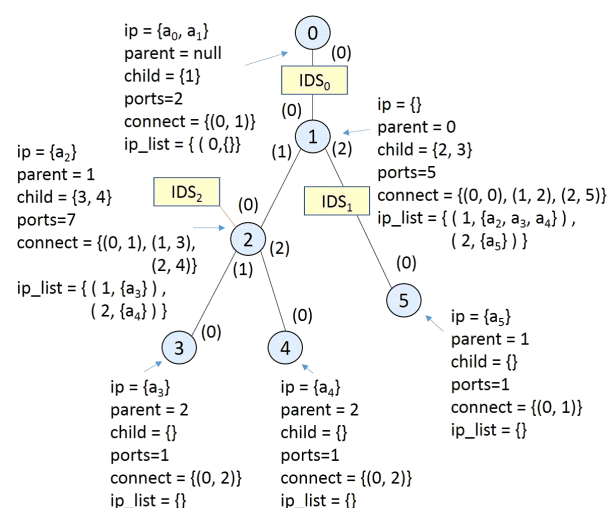 ip = {a₀, a₁}
parent = null
child = {1}
ports=2
connect = {(0, 1)}
ip_list = { ( 0,{}) }
0
(0)
IDS₀
(0)
1
(1)
(2)
ip = {}
parent = 0
child = {2, 3}
ports=5
connect = {(0, 0), (1, 2), (2, 5)}
ip_list = { ( 1, {a₂, a₃, a₄} ) ,
( 2, {a₅} ) }
ip = {a₂}
parent = 1
child = {3, 4}
ports=7
connect = {(0, 1), (1, 3),
(2, 4)}
ip_list = { ( 1, {a₃} ) ,
( 2, {a₄} ) }
IDS₂
IDS₁
(0)
2
(2)
(1)
(0)
5
(0)
3
(0)
4
ip = {a₃}
parent = 2
child = {}
ports=1
connect = {(0, 2)}
ip_list = {}
ip = {a₄}
parent = 2
child = {}
ports=1
connect = {(0, 2)}
ip_list = {}
ip = {a₅}
parent = 1
child = {}
ports=1
connect = {(0, 1)}
ip_list = {}